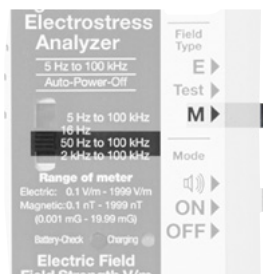 Electrostress
Analyzer
5 Hz to 100 kHz
Auto-Power-Off
5 Hz to 100 kHz
16 Hz
50 Hz to 100 kHz
2 kHz to 100 kHz
Range of meter
Electric: 0.1 V/m - 1999 V/m
Magnetic: 0.1 nT - 1999 nT
(0.001 mG - 19.99 mG)
Battery-Check Charging
Electric Field
Field Strength V/m
Field
Type
E
Test
M
Mode
ON
OFF